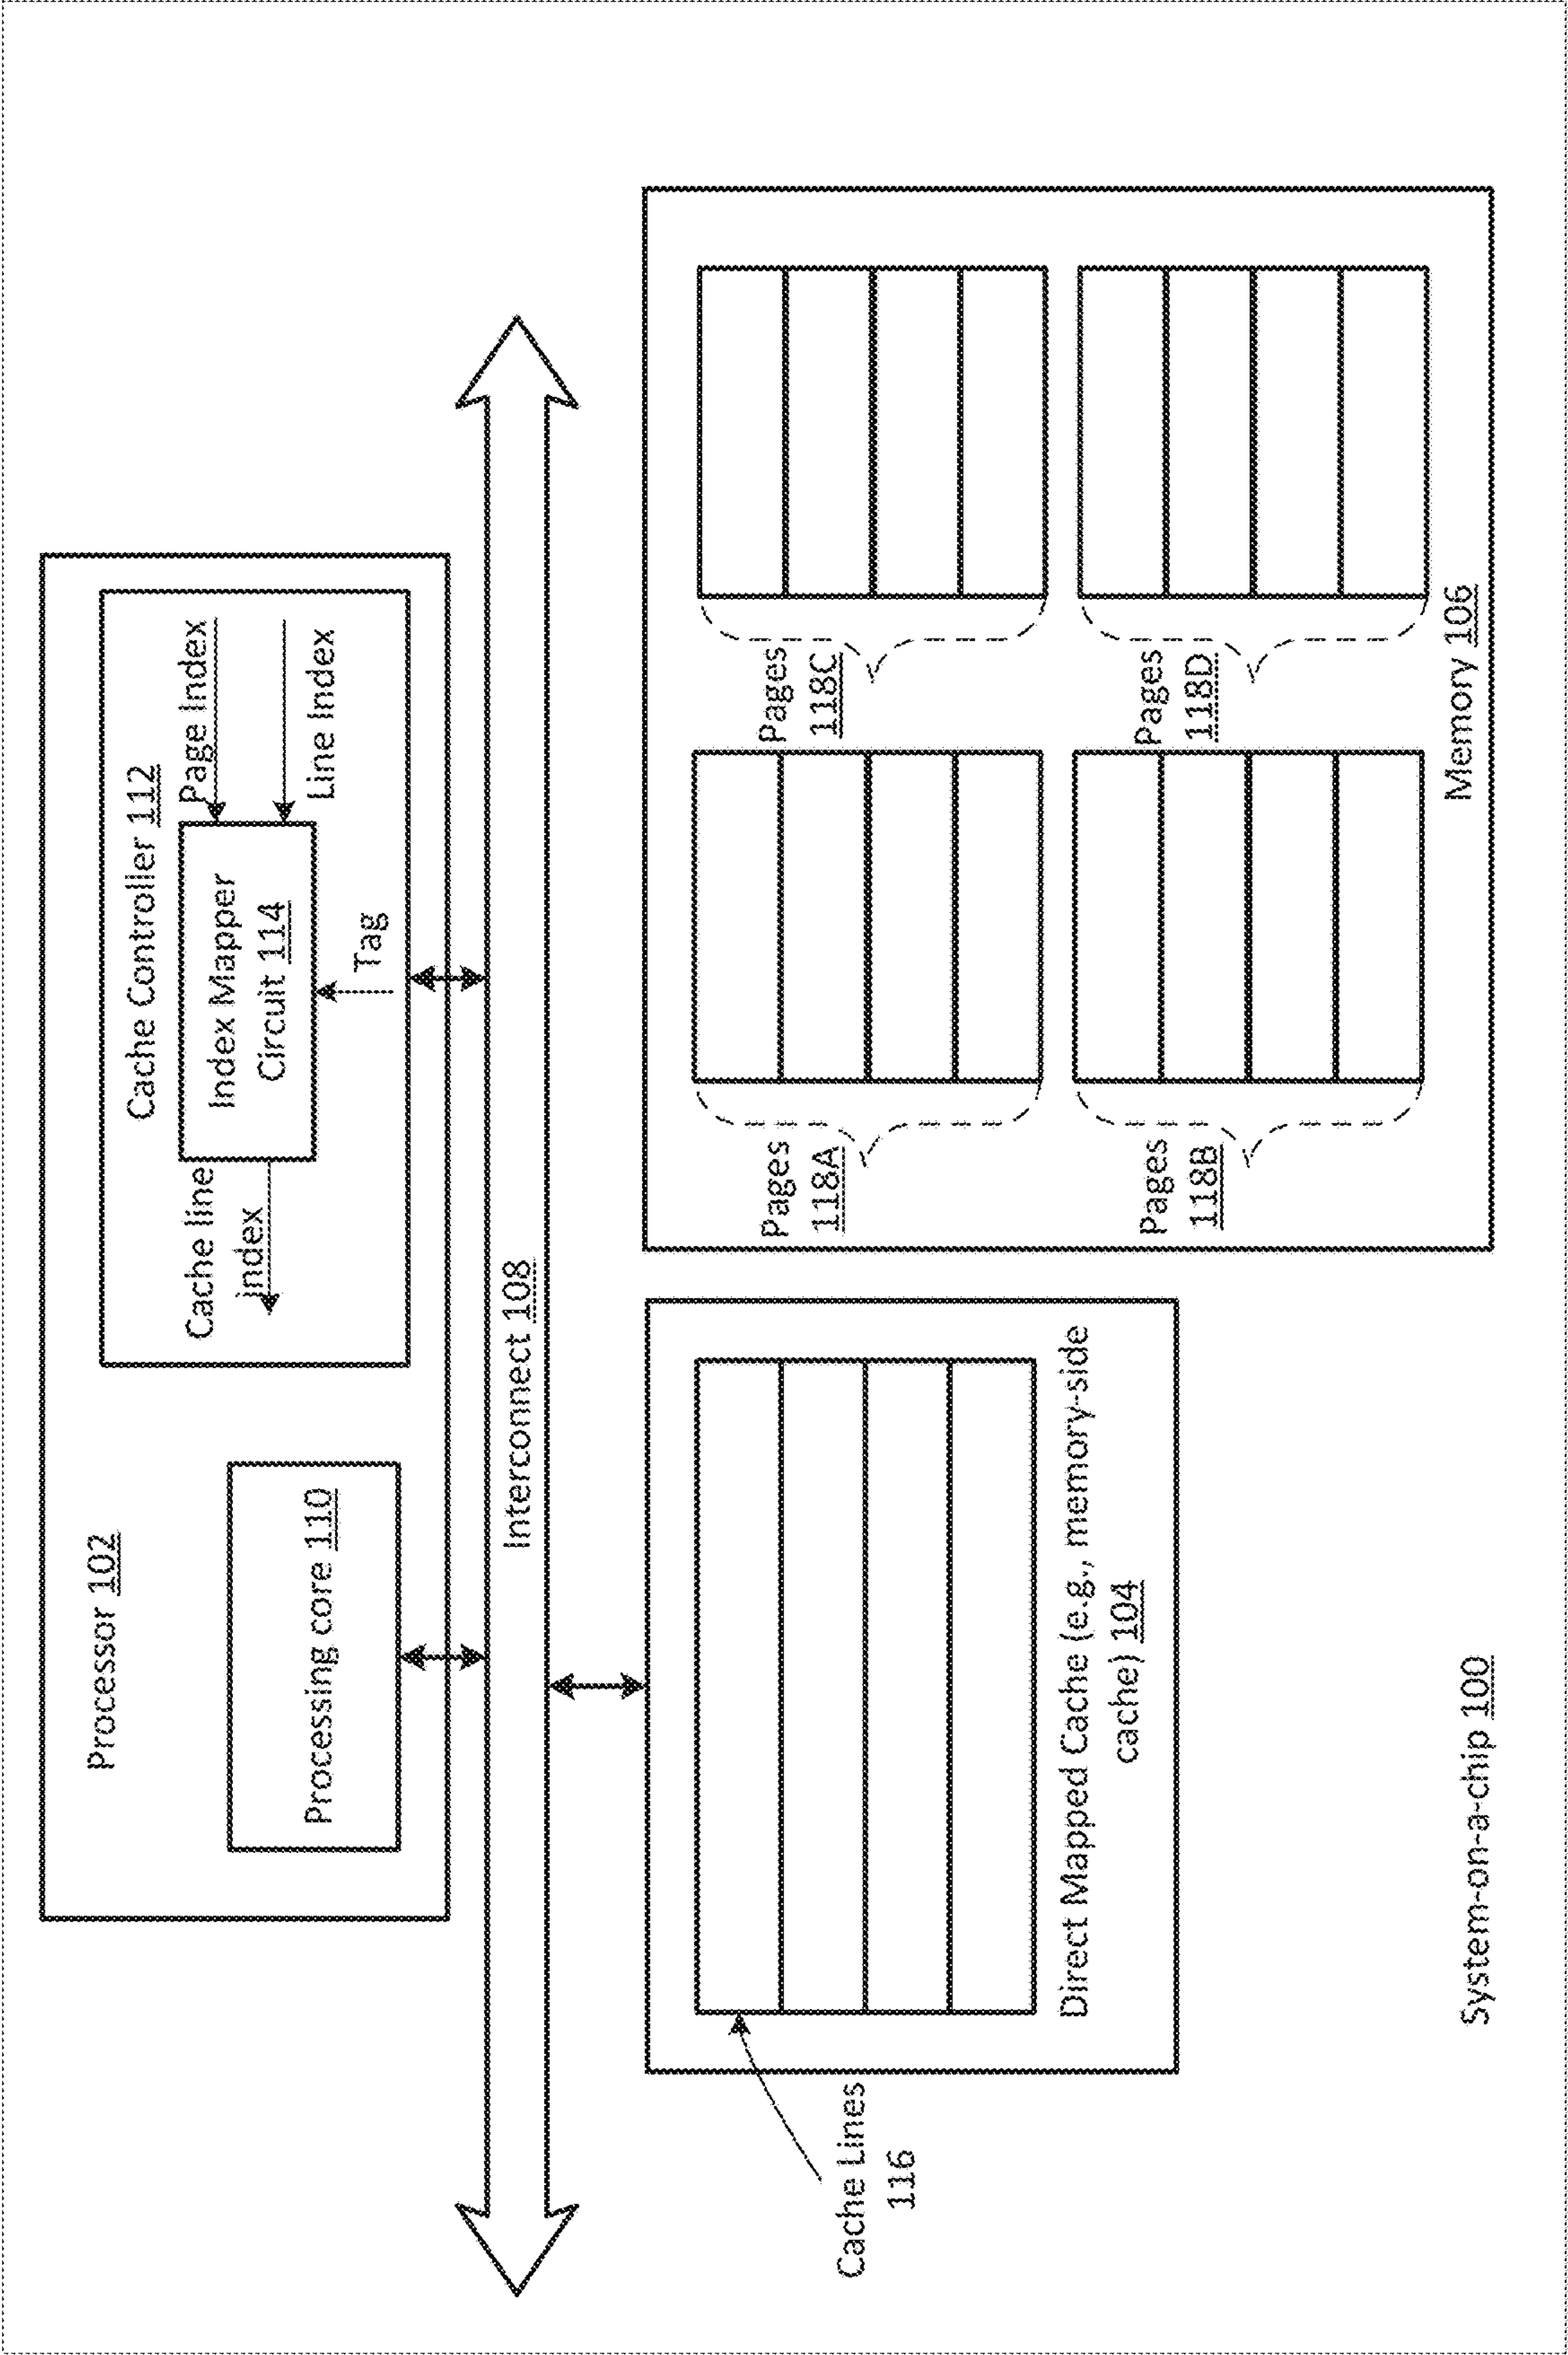 Processor 102
Processing core 110
Cache Controller 112
Page Index
Line Index
Index Mapper
Circuit 114
Tag
Cache line
index
Interconnect 108
Cache Lines
116
Direct Mapped Cache (e.g., memory-side
cache) 104
Pages
118A
Pages
118C
Pages
118B
Pages
118D
Memory 106
System-on-a-chip 100